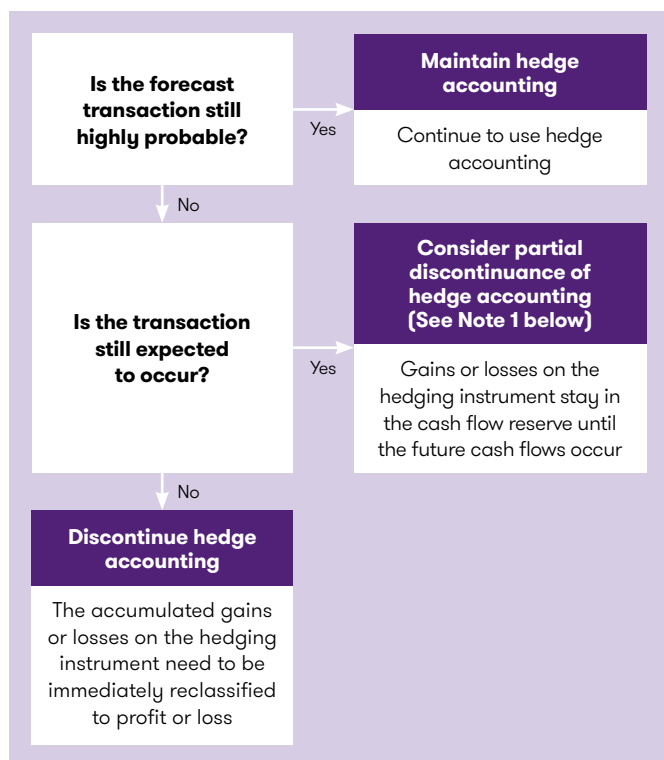 Is the forecast
transaction still
highly probable?
Yes
Maintain hedge
accounting
Continue to use hedge
accounting
No
Is the transaction
still expected
to occur?
Yes
Consider partial
discontinuance of
hedge accounting
(See Note 1 below)
Gains or losses on the
hedging instrument stay in
the cash flow reserve until
the future cash flows occur
No
Discontinue hedge
accounting
The accumulated gains
or losses on the hedging
instrument need to be
immediately reclassified
to profit or loss